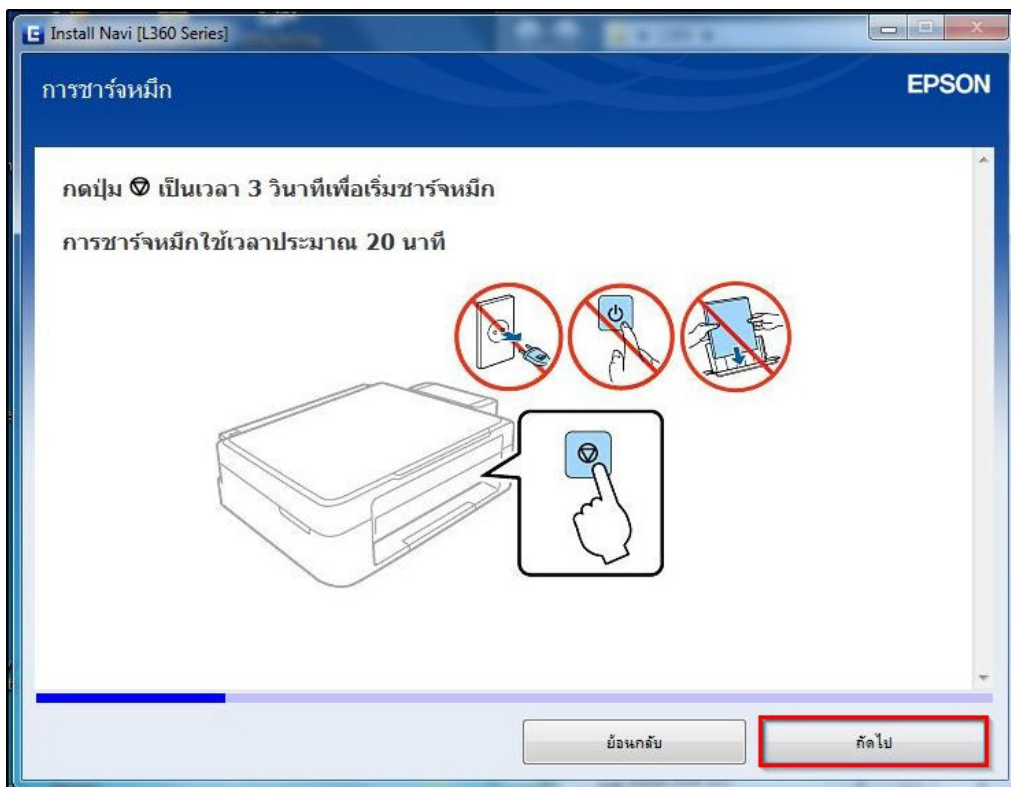 Install Navi [L360 Series]
การชาร์จหมึก
EPSON
กดปุ่ม เป็นเวลา 3 วินาทีเพื่อเริ่มชาร์จหมึก
การชาร์จหมึกใช้เวลาประมาณ 20 นาที
ย้อนกลับ
ถัดไป